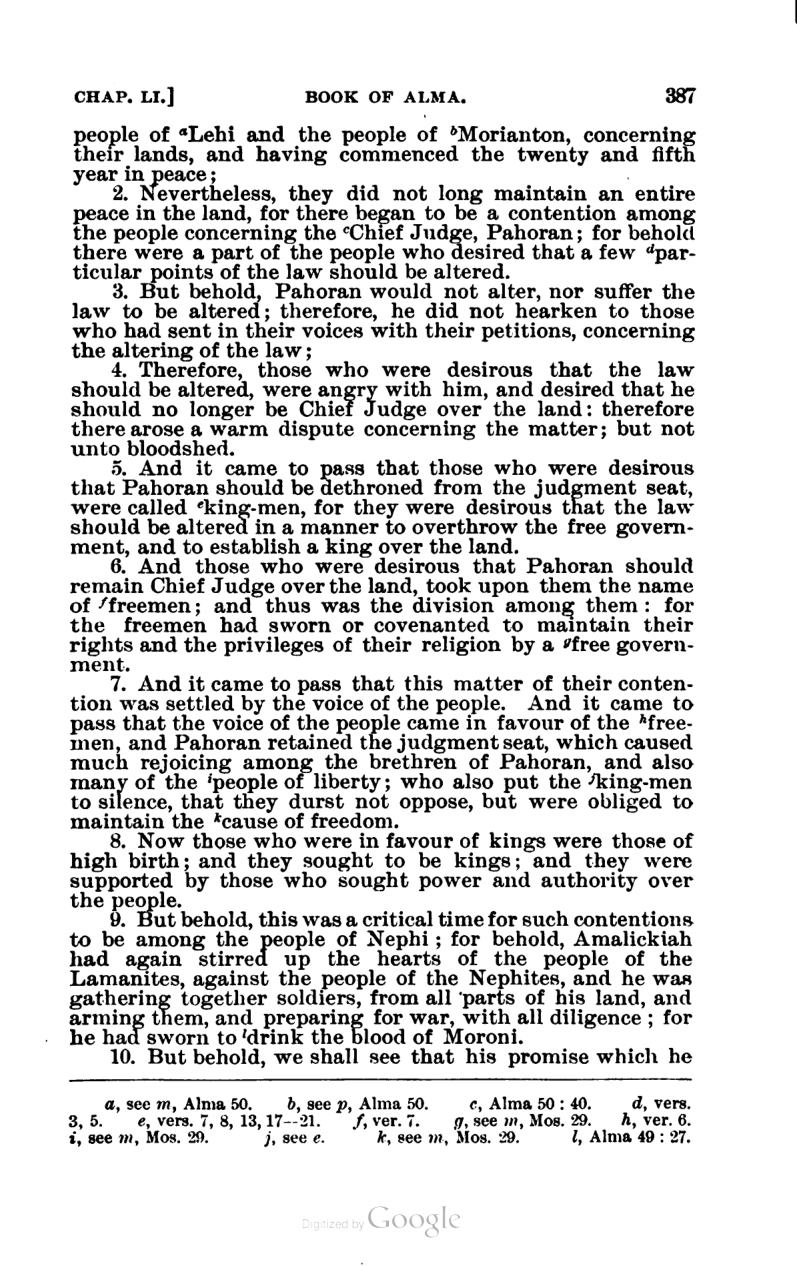 CHAP. LI.] BOOK OF ALMA. 387
people of ᵃLehi and the people of ᵇMorianton, concerning
their lands, and having commenced the twenty and fifth
year in peace;
2. Nevertheless, they did not long maintain an entire
peace in the land, for there began to be a contention among
the people concerning the ᶜChief Judge, Pahoran; for behold
there were a part of the people who desired that a few ᵈpar-
ticular points of the law should be altered.
3. But behold, Pahoran would not alter, nor suffer the
law to be altered; therefore, he did not hearken to those
who had sent in their voices with their petitions, concerning
the altering of the law;
4. Therefore, those who were desirous that the law
should be altered, were angry with him, and desired that he
should no longer be Chief Judge over the land: therefore
there arose a warm dispute concerning the matter; but not
unto bloodshed.
5. And it came to pass that those who were desirous
that Pahoran should be dethroned from the judgment seat,
were called ᵉking-men, for they were desirous that the law
should be altered in a manner to overthrow the free govern-
ment, and to establish a king over the land.
6. And those who were desirous that Pahoran should
remain Chief Judge over the land, took upon them the name
of ᶠfreemen; and thus was the division among them: for
the freemen had sworn or covenanted to maintain their
rights and the privileges of their religion by a ᵍfree govern-
ment.
7. And it came to pass that this matter of their conten-
tion was settled by the voice of the people. And it came to
pass that the voice of the people came in favour of the ʰfree-
men, and Pahoran retained the judgment seat, which caused
much rejoicing among the brethren of Pahoran, and also
many of the ⁱpeople of liberty; who also put the ʲking-men
to silence, that they durst not oppose, but were obliged to
maintain the ᵏcause of freedom.
8. Now those who were in favour of kings were those of
high birth; and they sought to be kings; and they were
supported by those who sought power and authority over
the people.
9. But behold, this was a critical time for such contentions
to be among the people of Nephi; for behold, Amalickiah
had again stirred up the hearts of the people of the
Lamanites, against the people of the Nephites, and he was
gathering together soldiers, from all parts of his land, and
arming them, and preparing for war, with all diligence; for
he had sworn to ˡdrink the blood of Moroni.
10. But behold, we shall see that his promise which he
a, see m, Alma 50. b, see p, Alma 50. c, Alma 50 : 40. d, vers.
3, 5. e, vers. 7, 8, 13, 17--21. f, ver. 7. g, see m, Mos. 29. h, ver. 6.
i, see m, Mos. 29. j, see e. k, see m, Mos. 29. l, Alma 49 : 27.
Digitized by Google